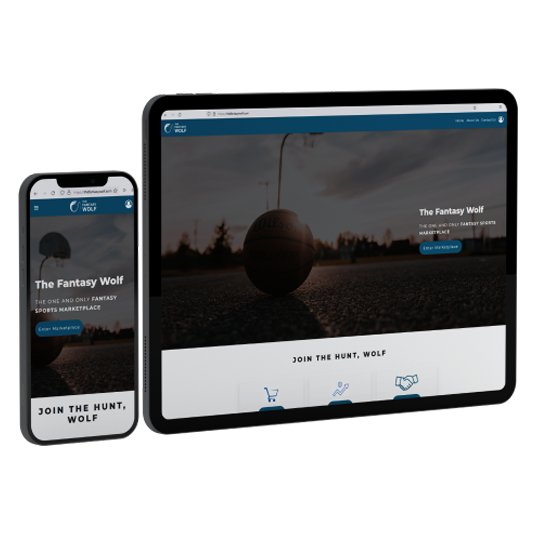 THE
FANTASY
WOLF
The Fantasy Wolf
THE ONE AND ONLY FANTASY
SPORTS MARKETPLACE
Enter Marketplace
JOIN THE HUNT,
WOLF
THE
FANTASY
WOLF
Home About Us Contact Us
The Fantasy Wolf
THE ONE AND ONLY FANTASY SPORTS
MARKETPLACE
Enter Marketplace
JOIN THE HUNT, WOLF